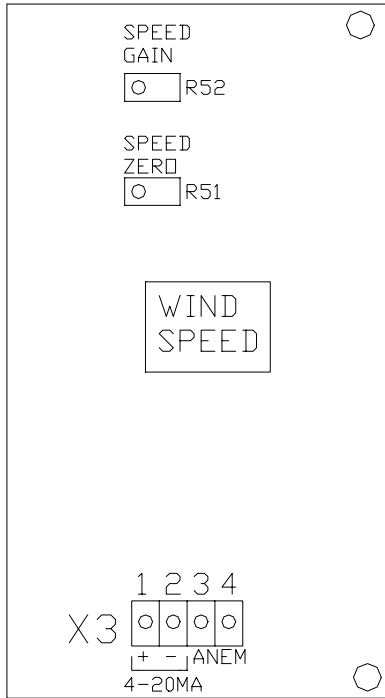 SPEED
GAIN
R52
SPEED
ZERO
R51
WIND
SPEED
1 2 3 4
X3
+ - ANEM
4-20MA